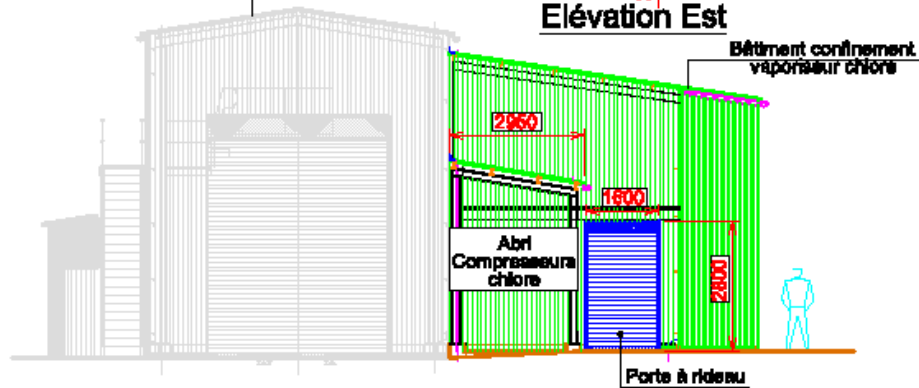 Elévation Est
Bâtiment confinement
vaporiseur chlore
2950
1600
Abri
Compresseurs
chlore
2800
Porte à rideau